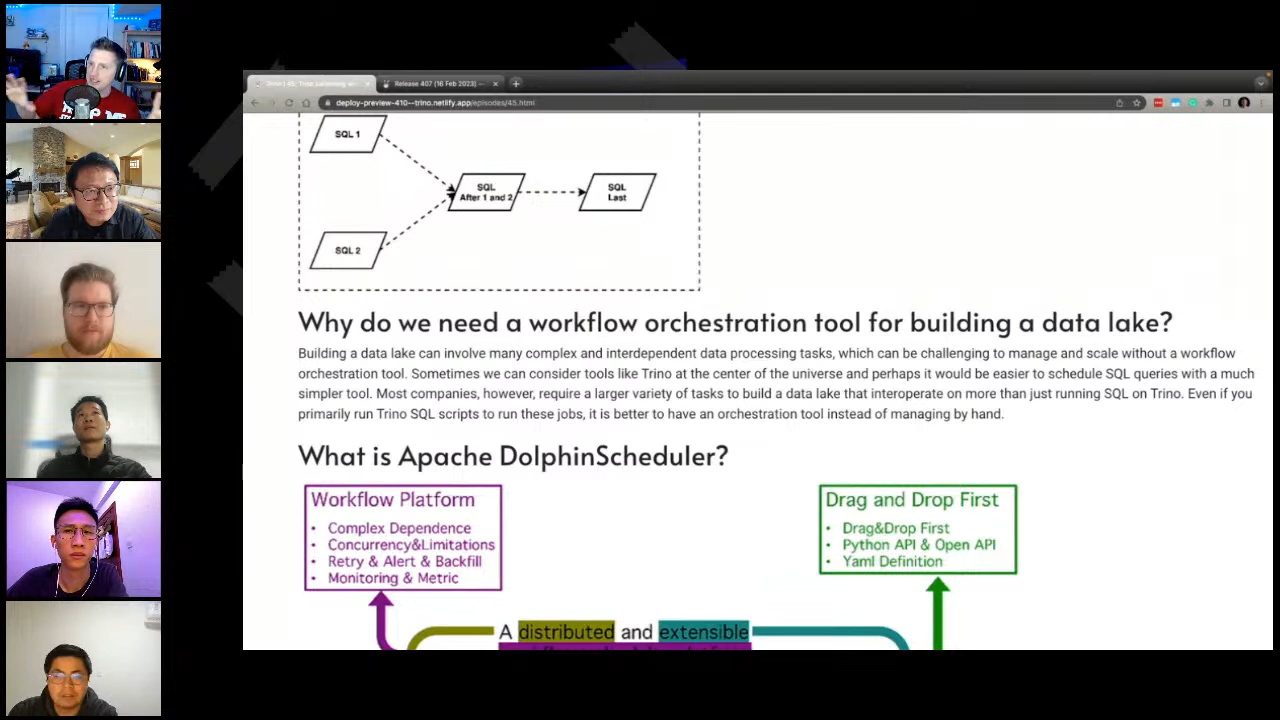 Release 407 (16 Feb 2023) —
deploy-preview-410--trino.netlify.app/episodes/45.html
SQL 1
SQL
After 1 and 2
SQL
Last
SQL 2
Why do we need a workflow orchestration tool for building a data lake?
Building a data lake can involve many complex and interdependent data processing tasks, which can be challenging to manage and scale without a workflow
orchestration tool. Sometimes we can consider tools like Trino at the center of the universe and perhaps it would be easier to schedule SQL queries with a much
simpler tool. Most companies, however, require a larger variety of tasks to build a data lake that interoperate on more than just running SQL on Trino. Even if you
primarily run Trino SQL scripts to run these jobs, it is better to have an orchestration tool instead of managing by hand.
What is Apache DolphinScheduler?
Workflow Platform
• Complex Dependence
• Concurrency&Limitations
• Retry & Alert & Backfill
• Monitoring & Metric
Drag and Drop First
• Drag&Drop First
• Python API & Open API
• Yaml Definition
A distributed and extensible